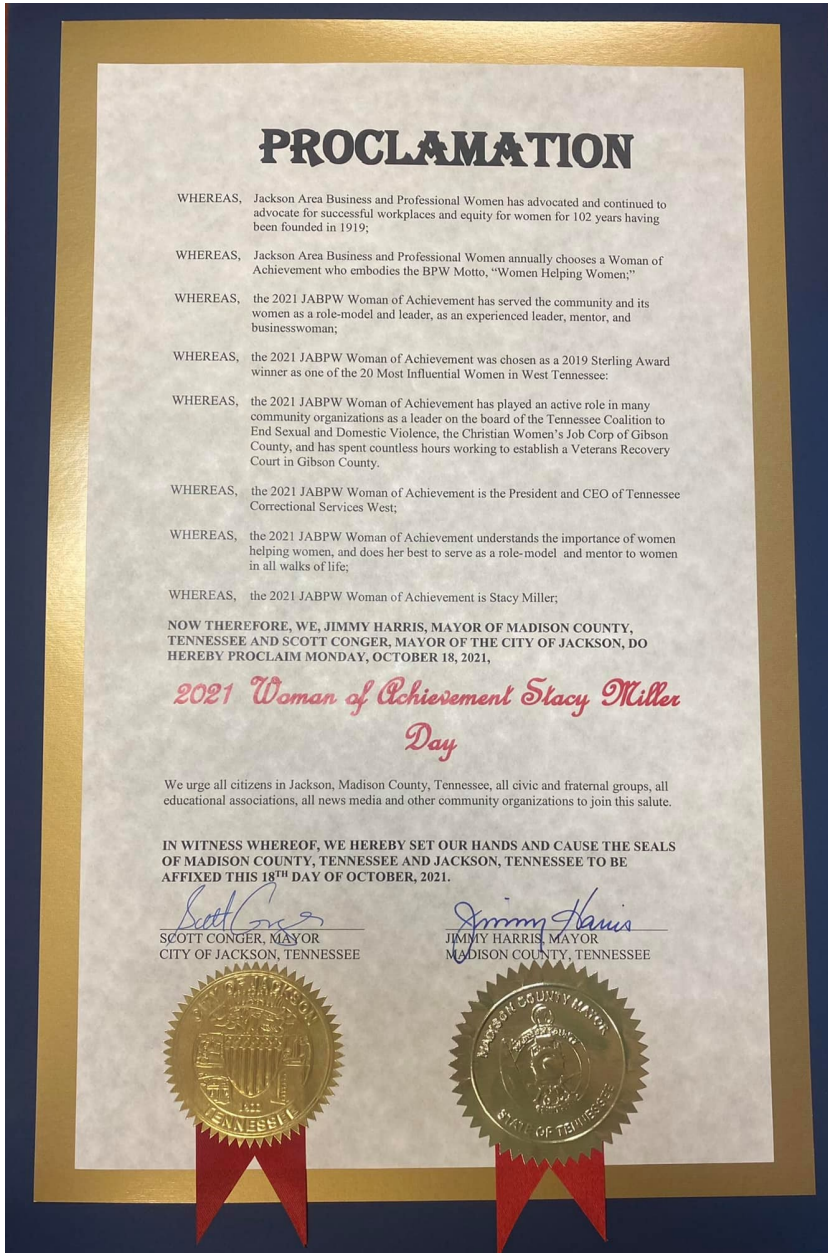 PROCLAMATION
WHEREAS, Jackson Area Business and Professional Women has advocated and continued to
advocate for successful workplaces and equity for women for 102 years having
been founded in 1919;
WHEREAS, Jackson Area Business and Professional Women annually chooses a Woman of
Achievement who embodies the BPW Motto, “Women Helping Women;”
WHEREAS, the 2021 JABPW Woman of Achievement has served the community and its
women as a role-model and leader, as an experienced leader, mentor, and
businesswoman;
WHEREAS, the 2021 JABPW Woman of Achievement was chosen as a 2019 Sterling Award
winner as one of the 20 Most Influential Women in West Tennessee:
WHEREAS, the 2021 JABPW Woman of Achievement has played an active role in many
community organizations as a leader on the board of the Tennessee Coalition to
End Sexual and Domestic Violence, the Christian Women’s Job Corp of Gibson
County, and has spent countless hours working to establish a Veterans Recovery
Court in Gibson County.
WHEREAS, the 2021 JABPW Woman of Achievement is the President and CEO of Tennessee
Correctional Services West;
WHEREAS, the 2021 JABPW Woman of Achievement understands the importance of women
helping women, and does her best to serve as a role-model and mentor to women
in all walks of life;
WHEREAS, the 2021 JABPW Woman of Achievement is Stacy Miller;
NOW THEREFORE, WE, JIMMY HARRIS, MAYOR OF MADISON COUNTY,
TENNESSEE AND SCOTT CONGER, MAYOR OF THE CITY OF JACKSON, DO
HEREBY PROCLAIM MONDAY, OCTOBER 18, 2021,
2021 Woman of Achievement Stacy Miller
Day
We urge all citizens in Jackson, Madison County, Tennessee, all civic and fraternal groups, all
educational associations, all news media and other community organizations to join this salute.
IN WITNESS WHEREOF, WE HEREBY SET OUR HANDS AND CAUSE THE SEALS
OF MADISON COUNTY, TENNESSEE AND JACKSON, TENNESSEE TO BE
AFFIXED THIS 18TH DAY OF OCTOBER, 2021.
Scott Conger Jimmy Harris
SCOTT CONGER, MAYOR JIMMY HARRIS, MAYOR
CITY OF JACKSON, TENNESSEE MADISON COUNTY, TENNESSEE
CITY OF JACKSON
TENNESSEE
MADISON COUNTY MAYOR
STATE OF TENNESSEE